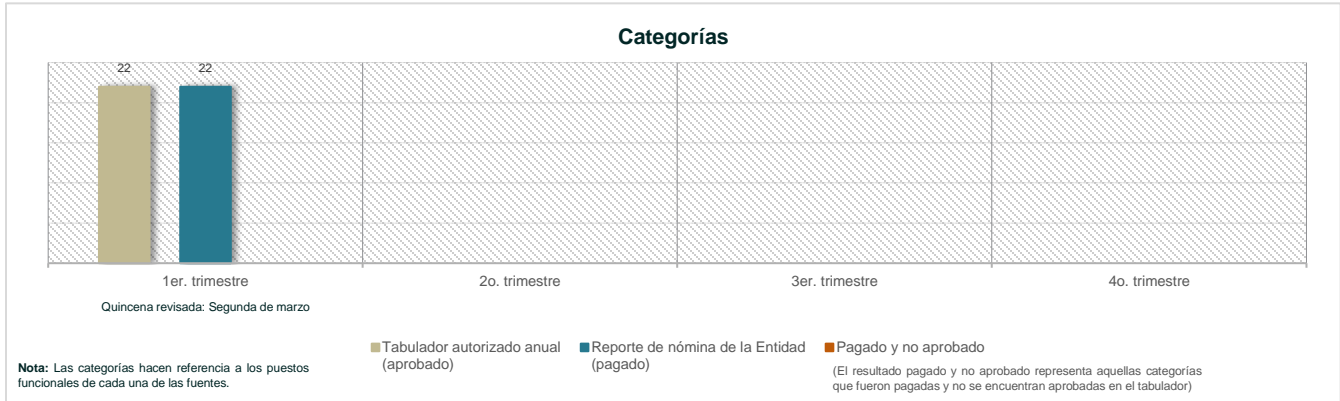 Categorías
22 22
1er. trimestre 2o. trimestre 3er. trimestre 4o. trimestre
Quincena revisada: Segunda de marzo
Tabulador autorizado anual
(aprobado)
Reporte de nómina de la Entidad
(pagado)
Pagado y no aprobado
(El resultado pagado y no aprobado representa aquellas categorías
que fueron pagadas y no se encuentran aprobadas en el tabulador)
Nota: Las categorías hacen referencia a los puestos
funcionales de cada una de las fuentes.